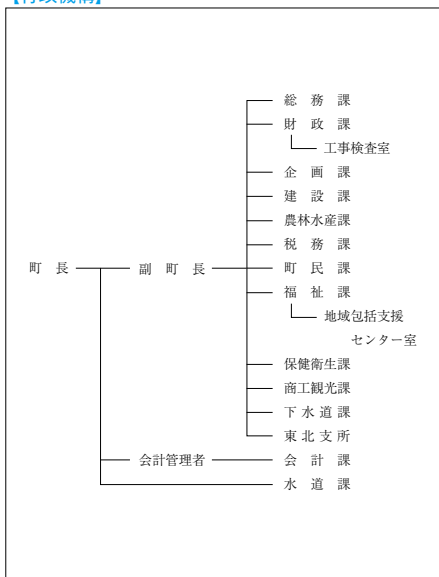 【行政機構】
総務課
財政課
工事検査室
企画課
建設課
農林水産課
税務課
町長 副町長 町民課
福祉課
地域包括支援
センター室
保健衛生課
商工観光課
下水道課
東北支所
会計管理者 会計課
水道課